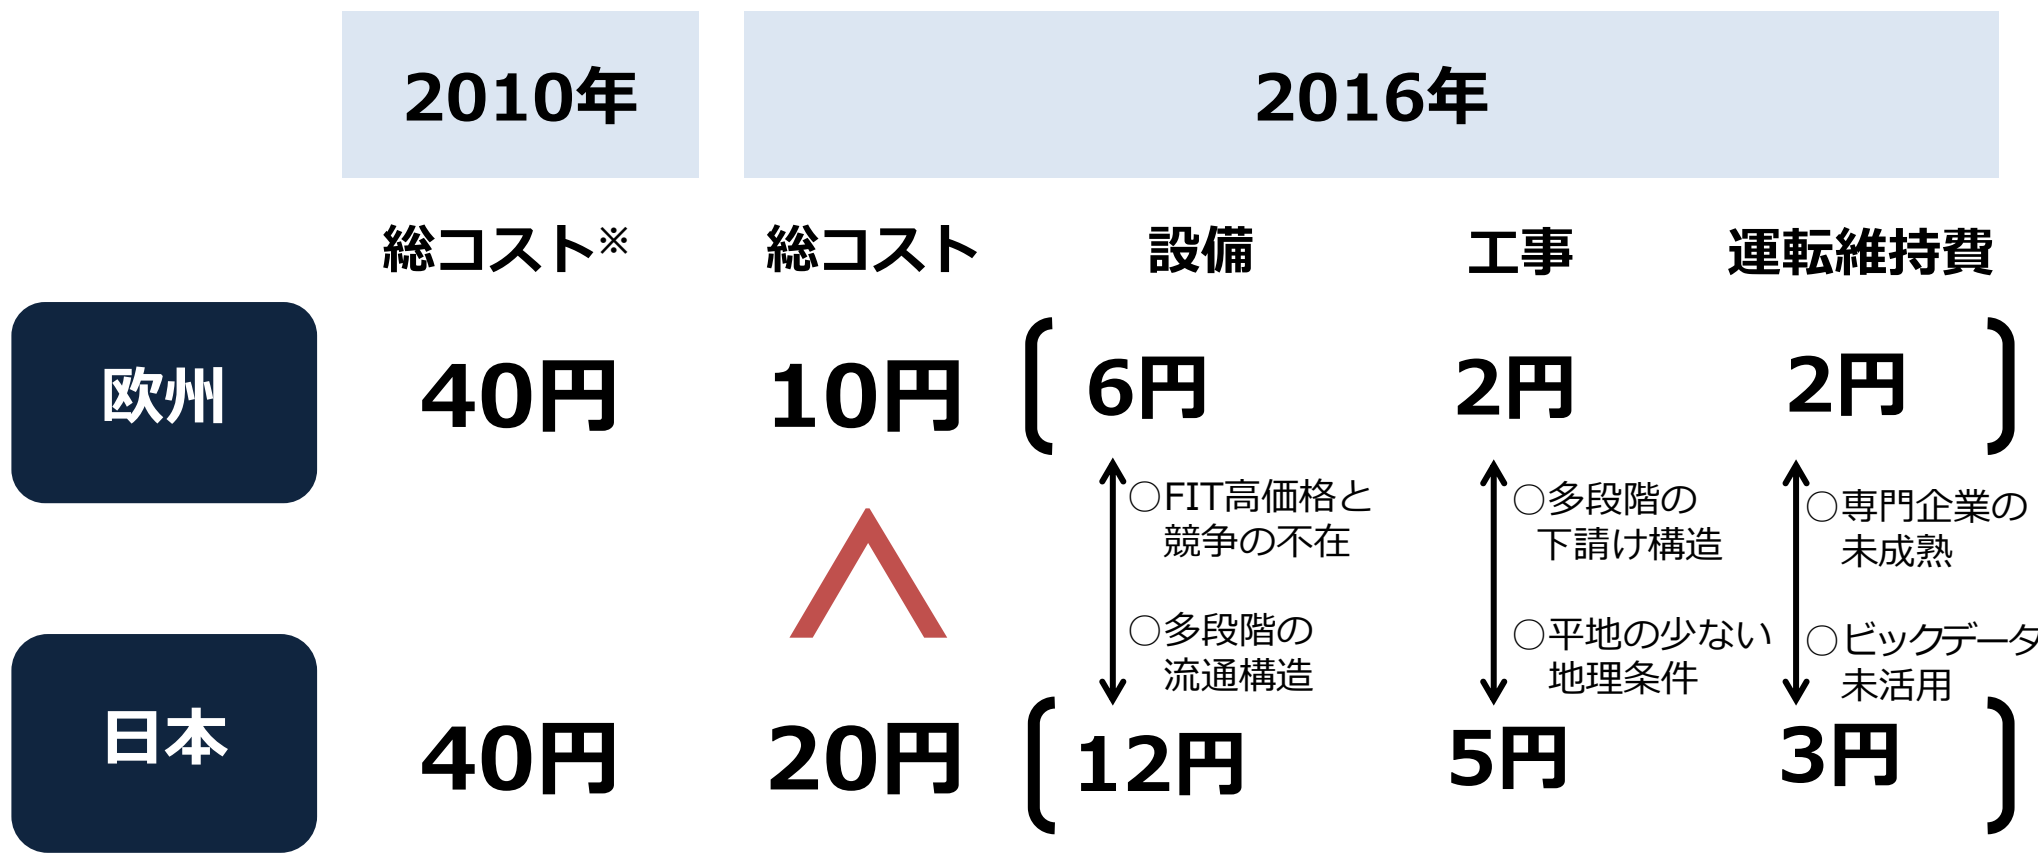 2010年
2016年
総コスト※
総コスト
設備
工事
運転維持費
欧州
40円
10円
6円
2円
2円
○FIT高価格と
競争の不在
○多段階の
流通構造
○多段階の
下請け構造
○平地の少ない
地理条件
○専門企業の
未成熟
○ビックデータ
未活用
日本
40円
20円
12円
5円
3円